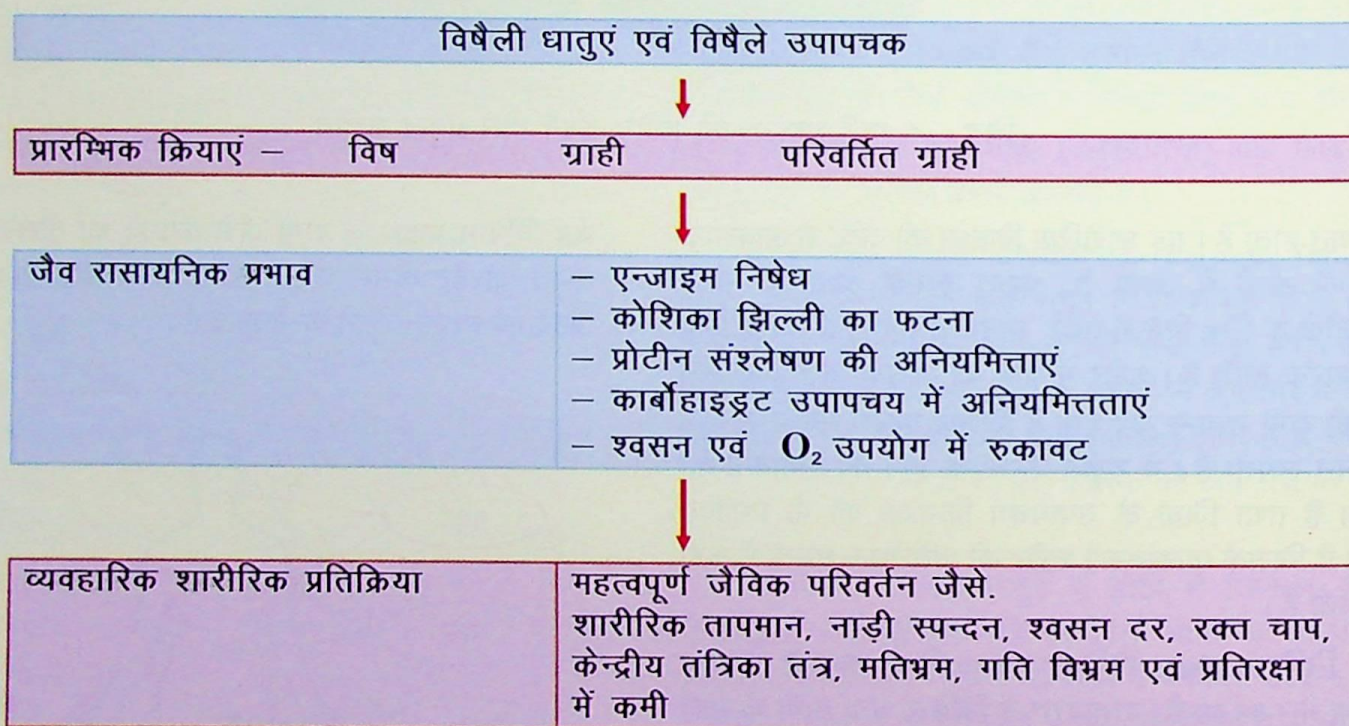 विषैली धातुएं एवं विषैले उपापचक
प्रारम्भिक क्रियाएं – विष ग्राही परिवर्तित ग्राही
जैव रासायनिक प्रभाव
– एन्जाइम निषेध
– कोशिका झिल्ली का फटना
– प्रोटीन संश्लेषण की अनियमित्ताएं
– कार्बोहाइड्रट उपापचय में अनियमित्तताएं
– श्वसन एवं O₂ उपयोग में रुकावट
व्यवहारिक शारीरिक प्रतिक्रिया
महत्वपूर्ण जैविक परिवर्तन जैसे.
शारीरिक तापमान, नाड़ी स्पन्दन, श्वसन दर, रक्त चाप,
केन्द्रीय तंत्रिका तंत्र, मतिभ्रम, गति विभ्रम एवं प्रतिरक्षा
में कमी